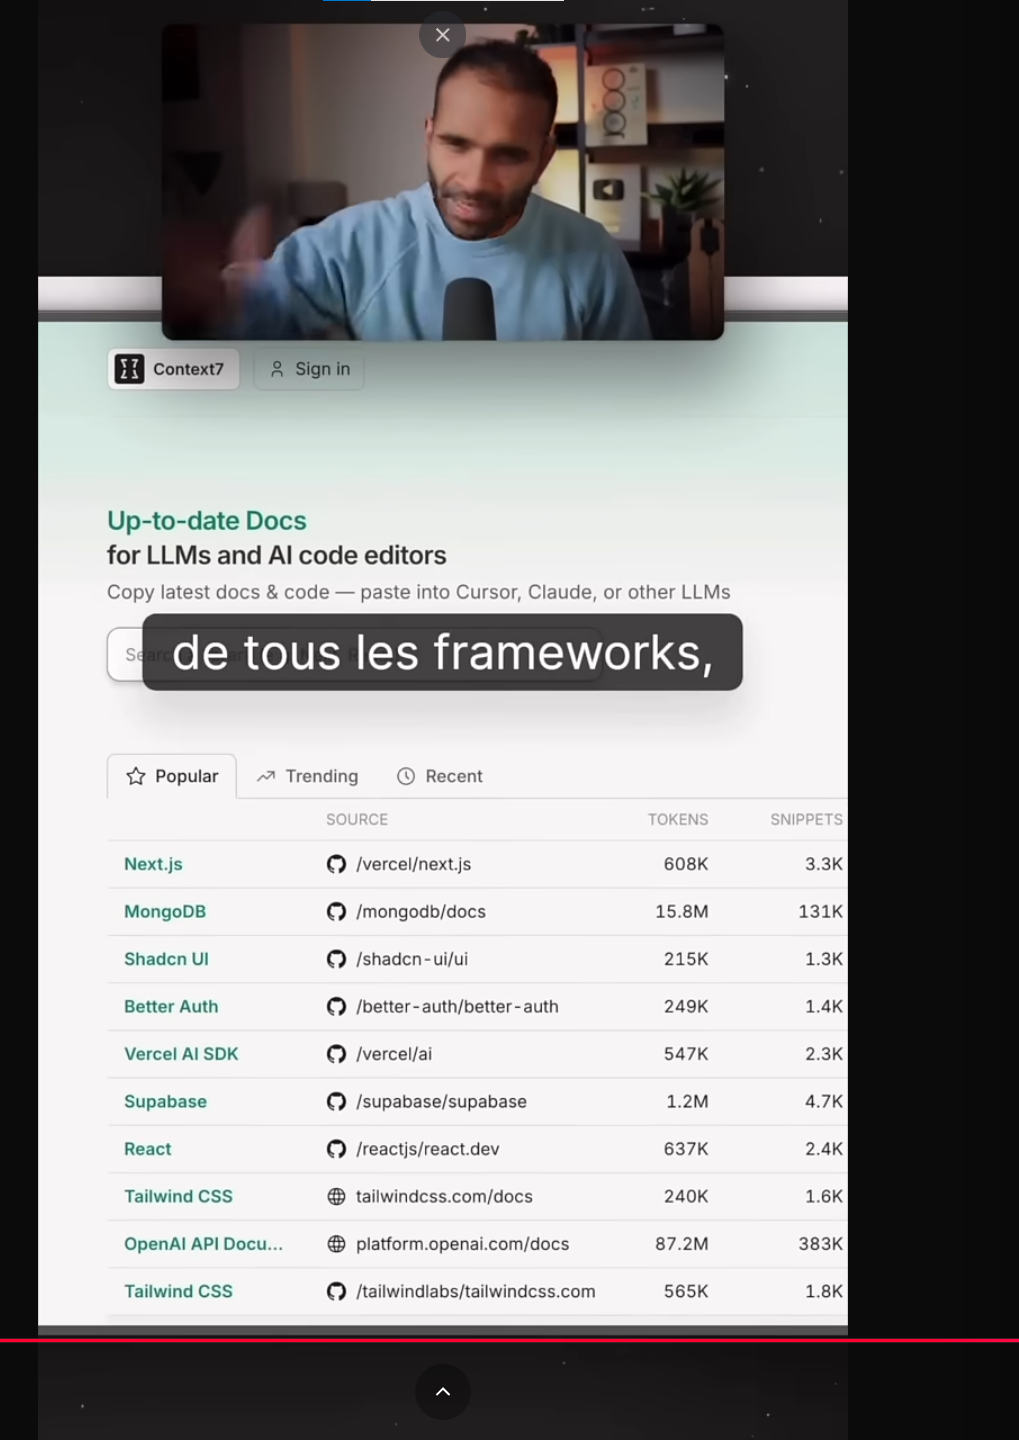 Context7
Sign in
Up-to-date Docs
for LLMs and AI code editors
Copy latest docs & code — paste into Cursor, Claude, or other LLMs
de tous les frameworks,
Popular
Trending
Recent
SOURCE TOKENS SNIPPETS
Next.js /vercel/next.js 608K 3.3K
MongoDB /mongodb/docs 15.8M 131K
Shadcn UI /shadcn-ui/ui 215K 1.3K
Better Auth /better-auth/better-auth 249K 1.4K
Vercel AI SDK /vercel/ai 547K 2.3K
Supabase /supabase/supabase 1.2M 4.7K
React /reactjs/react.dev 637K 2.4K
Tailwind CSS tailwindcss.com/docs 240K 1.6K
OpenAI API Docu... platform.openai.com/docs 87.2M 383K
Tailwind CSS /tailwindlabs/tailwindcss.com 565K 1.8K